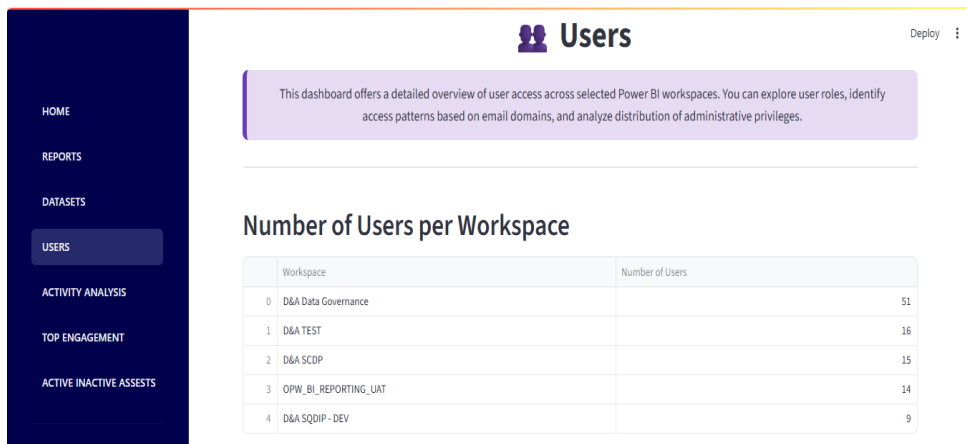 Users
Deploy
This dashboard offers a detailed overview of user access across selected Power BI workspaces. You can explore user roles, identify
access patterns based on email domains, and analyze distribution of administrative privileges.
HOME
REPORTS
DATASETS
USERS
ACTIVITY ANALYSIS
TOP ENGAGEMENT
ACTIVE INACTIVE ASSESTS
Number of Users per Workspace
Workspace Number of Users
0 D&A Data Governance 51
1 D&A TEST 16
2 D&A SCDP 15
3 OPW_BI_REPORTING_UAT 14
4 D&A SQDIP - DEV 9